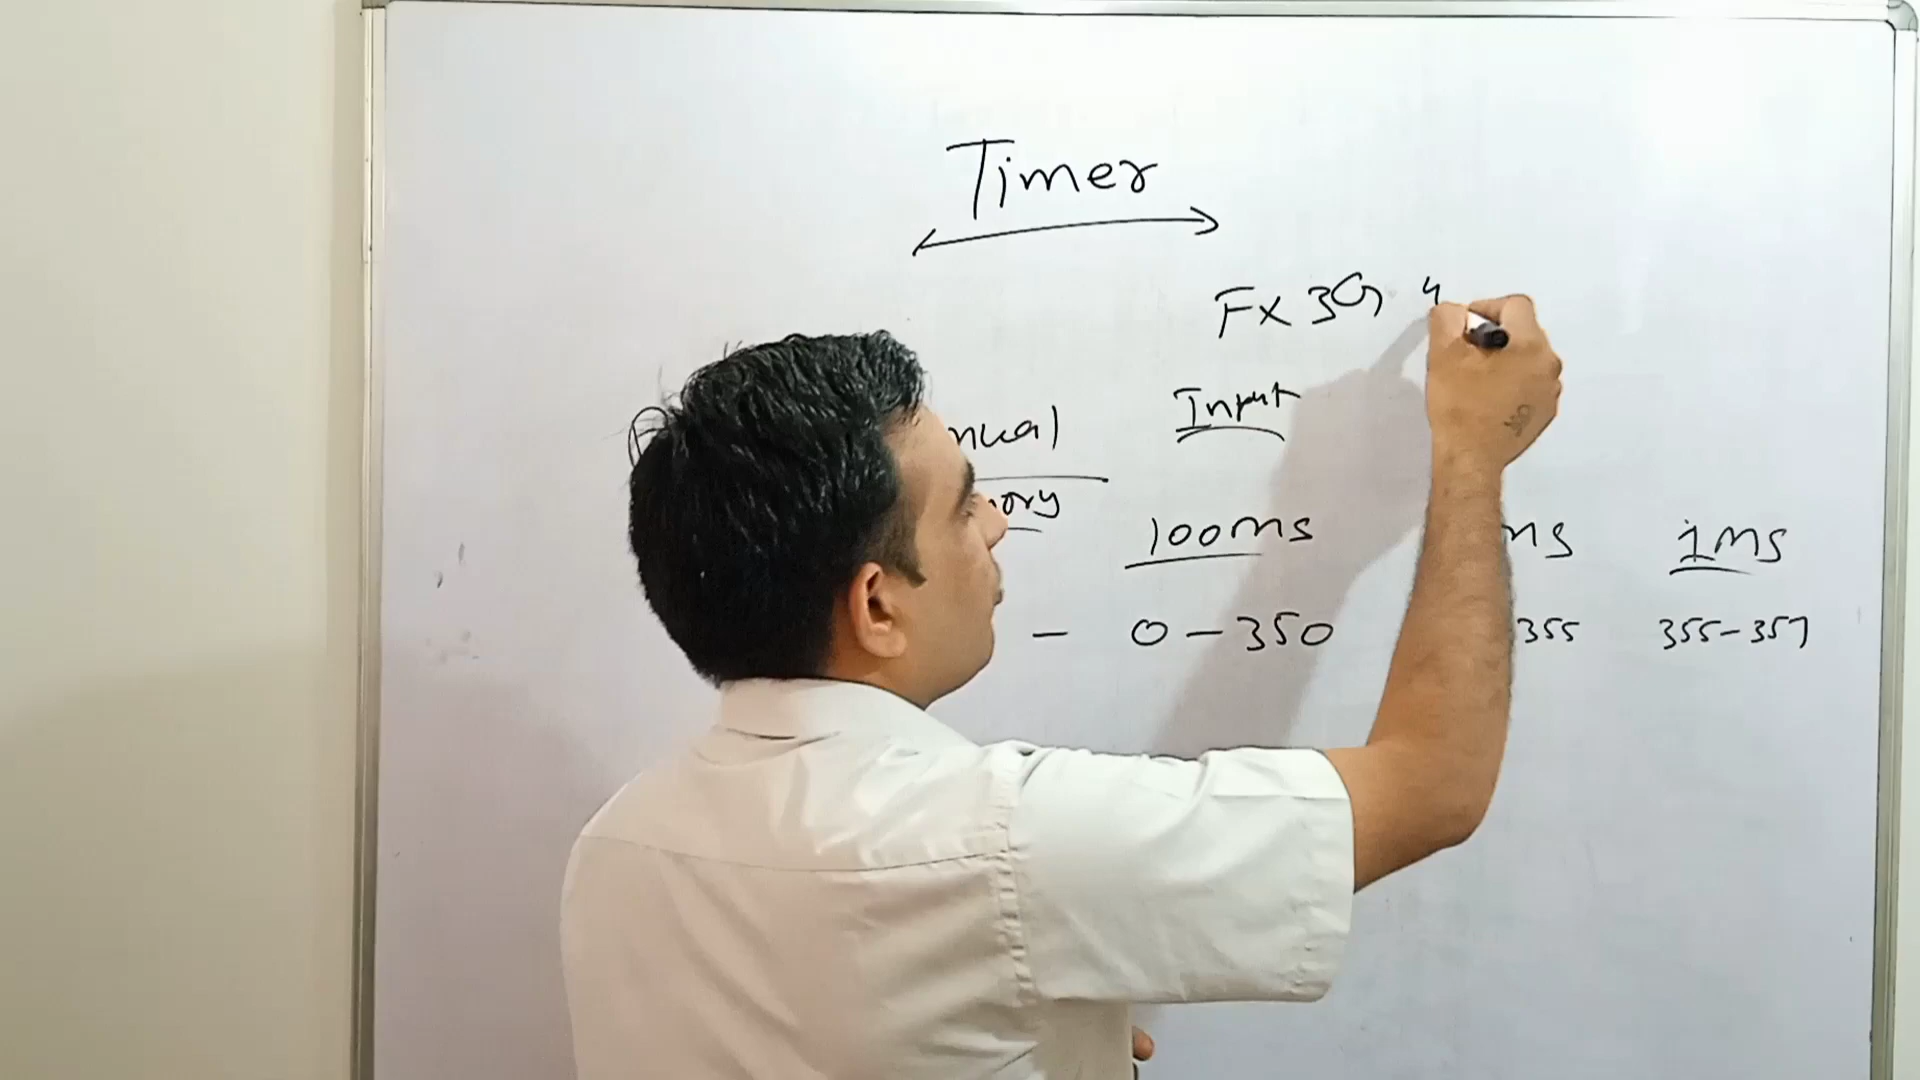 Timer
FX 3G 4
nual Input
ory
100ms ms 1ms
- 0-350 355 355-357